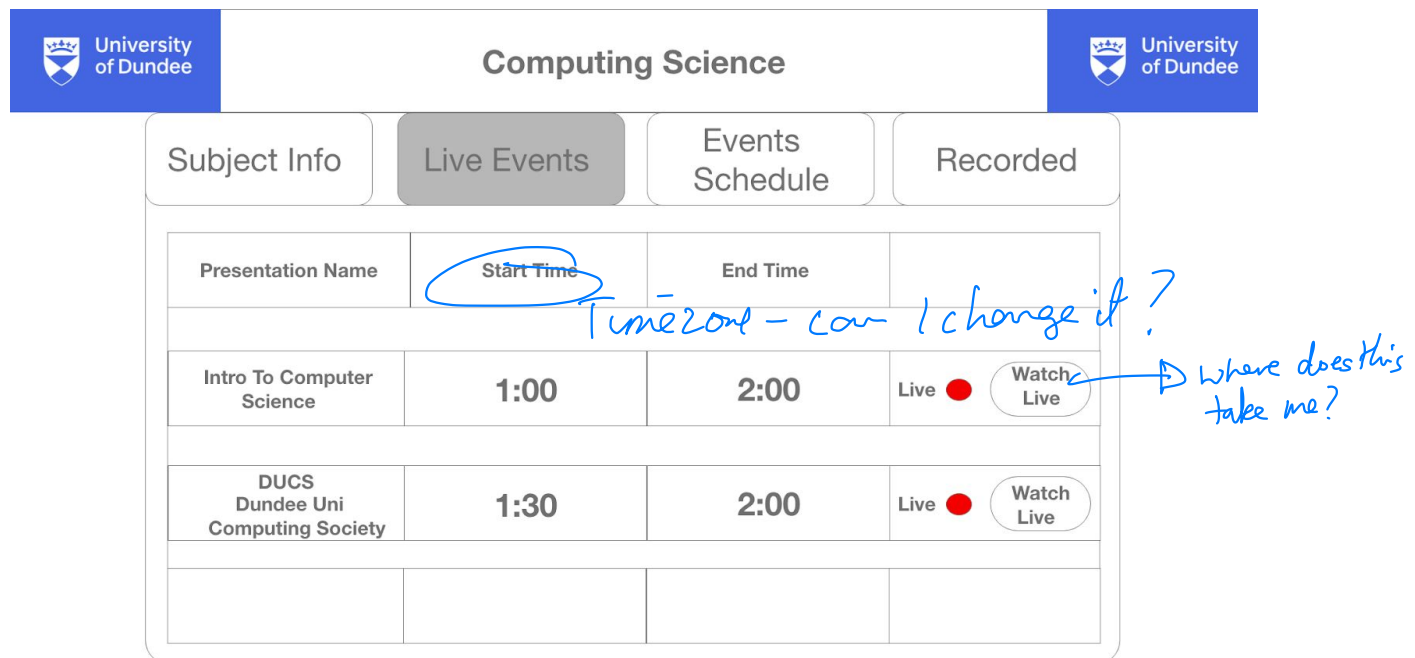 University
of Dundee
Computing Science
University
of Dundee
Subject Info
Live Events
Events
Schedule
Recorded
Presentation Name
Start Time
End Time
Timezone - can I change it?
Intro To Computer
Science
1:00
2:00
Live
Watch
Live
where does this
take me?
DUCS
Dundee Uni
Computing Society
1:30
2:00
Live
Watch
Live